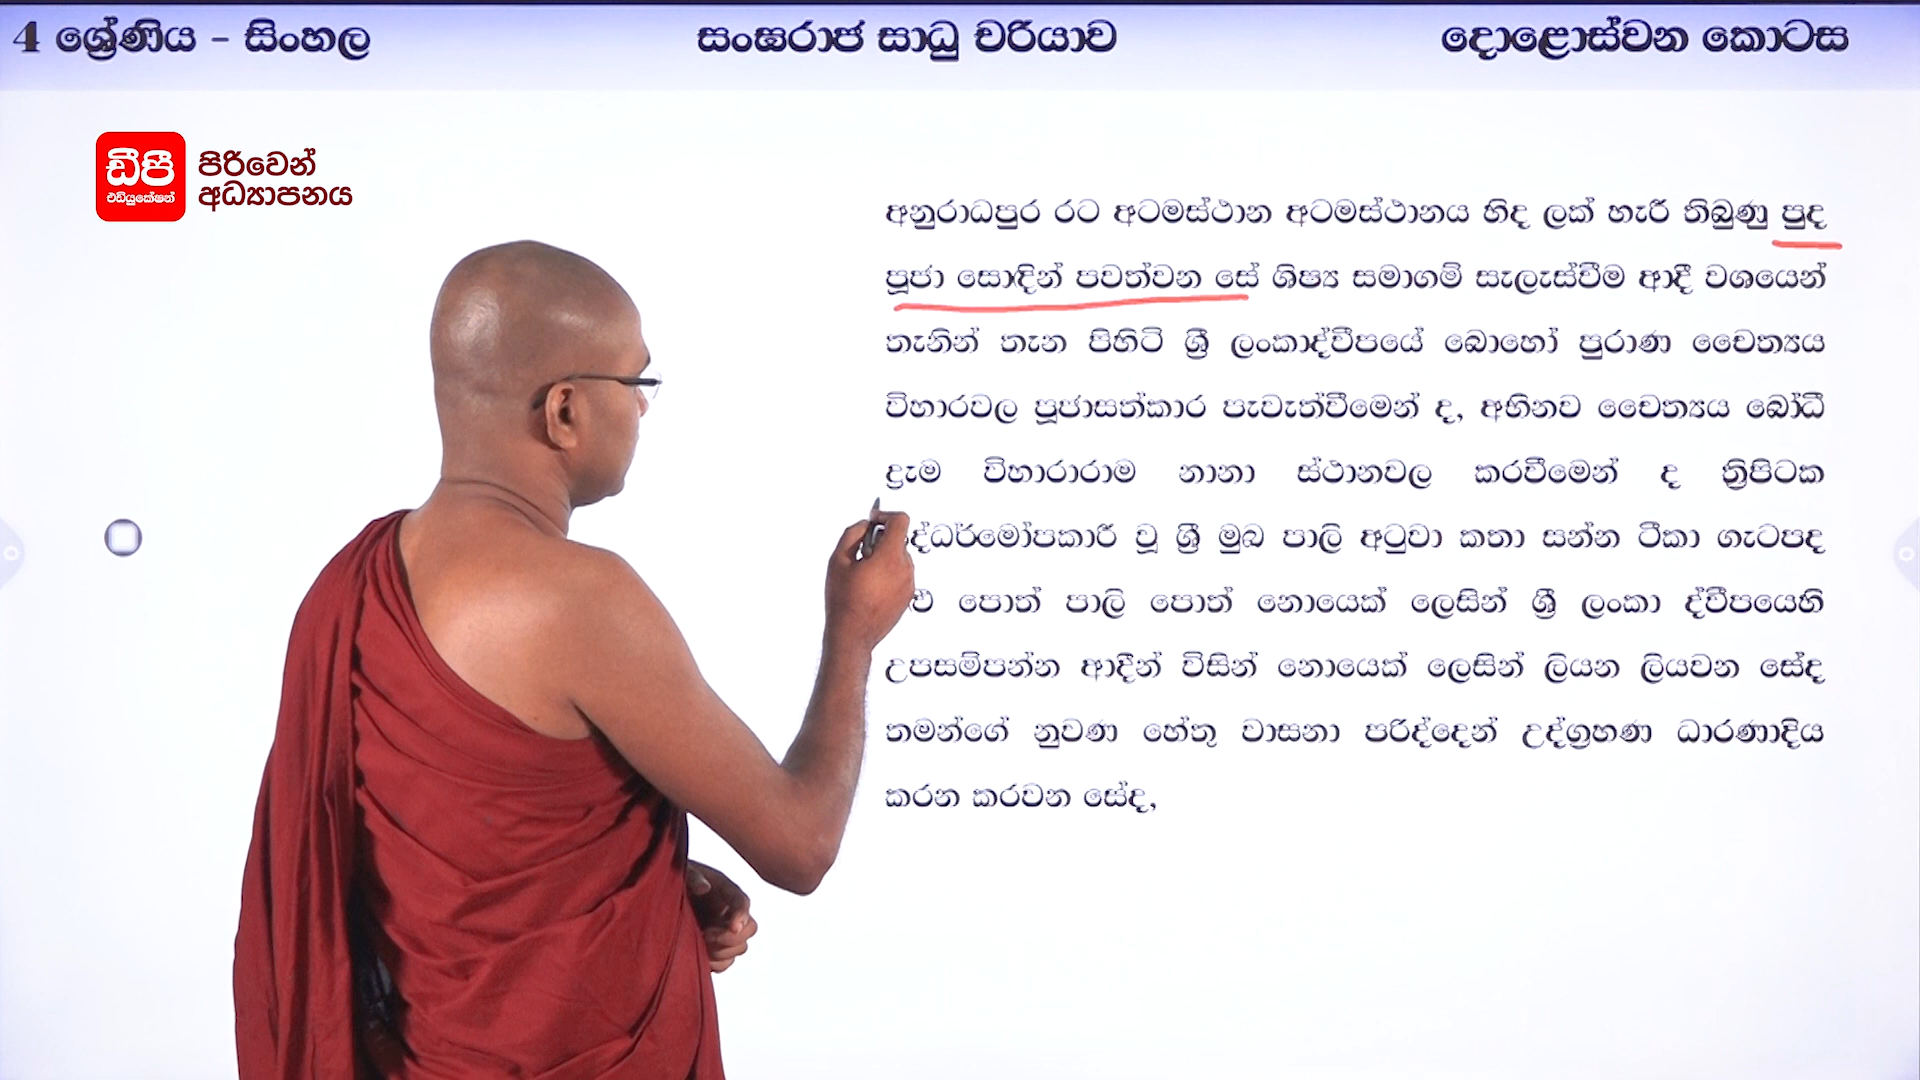 4 ශ්‍රේණිය - සිංහල
සංඝරාජ සාධු චරියාව
දොළොස්වන කොටස
ඩීපී
එඩියුකේෂන්
පිරිවෙන්
අධ්‍යාපනය
අනුරාධපුර රට අටමස්ථාන අටමස්ථානය හිද ලක් හැරී තිබුණු පුද
පූජා සොඳින් පවත්වන සේ ශිෂ්‍ය සමාගම් සැලැස්වීම ආදී වශයෙන්
තැනින් තැන පිහිටි ශ්‍රී ලංකාද්වීපයේ බොහෝ පුරාණ චෛත්‍යය
විහාරවල පූජාසත්කාර පැවැත්වීමෙන් ද, අභිනව චෛත්‍යය බෝධී
ද්‍රැම විහාරාරාම නානා ස්ථානවල කරවීමෙන් ද ත්‍රිපිටක
වූ ශ්‍රී මුඛ පාලි අටුවා කතා සන්න ටීකා ගැටපද
පොත් පාලි පොත් නොයෙක් ලෙසින් ශ්‍රී ලංකා ද්වීපයෙහි
උපසම්පන්න ආදීන් විසින් නොයෙක් ලෙසින් ලියන ලියවන සේද
තමන්ගේ නුවණ හේතු වාසනා පරිද්දෙන් උද්ග්‍රහණ ධාරණාදිය
කරන කරවන සේද,